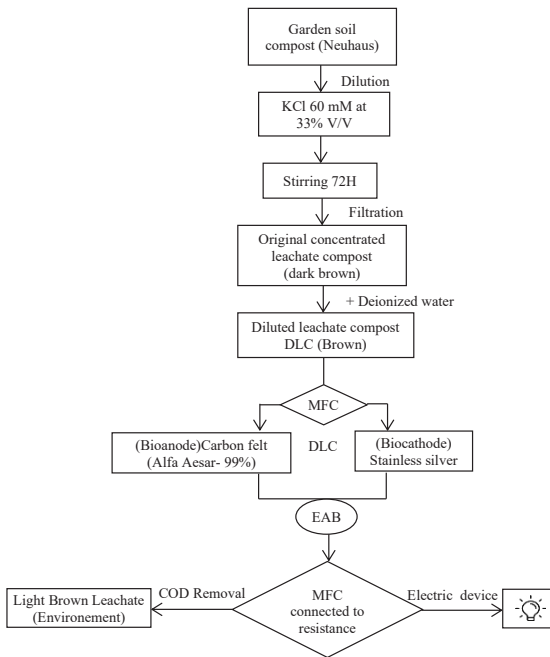 Garden soil
compost (Neuhaus)
Dilution
KCl 60 mM at
33% V/V
Stirring 72H
Filtration
Original concentrated
leachate compost
(dark brown)
+ Deionized water
Diluted leachate compost
DLC (Brown)
MFC
(Bioanode)Carbon felt
(Alfa Aesar- 99%)
DLC
(Biocathode)
Stainless silver
EAB
Light Brown Leachate
(Environement)
COD Removal
MFC
connected to
resistance
Electric device